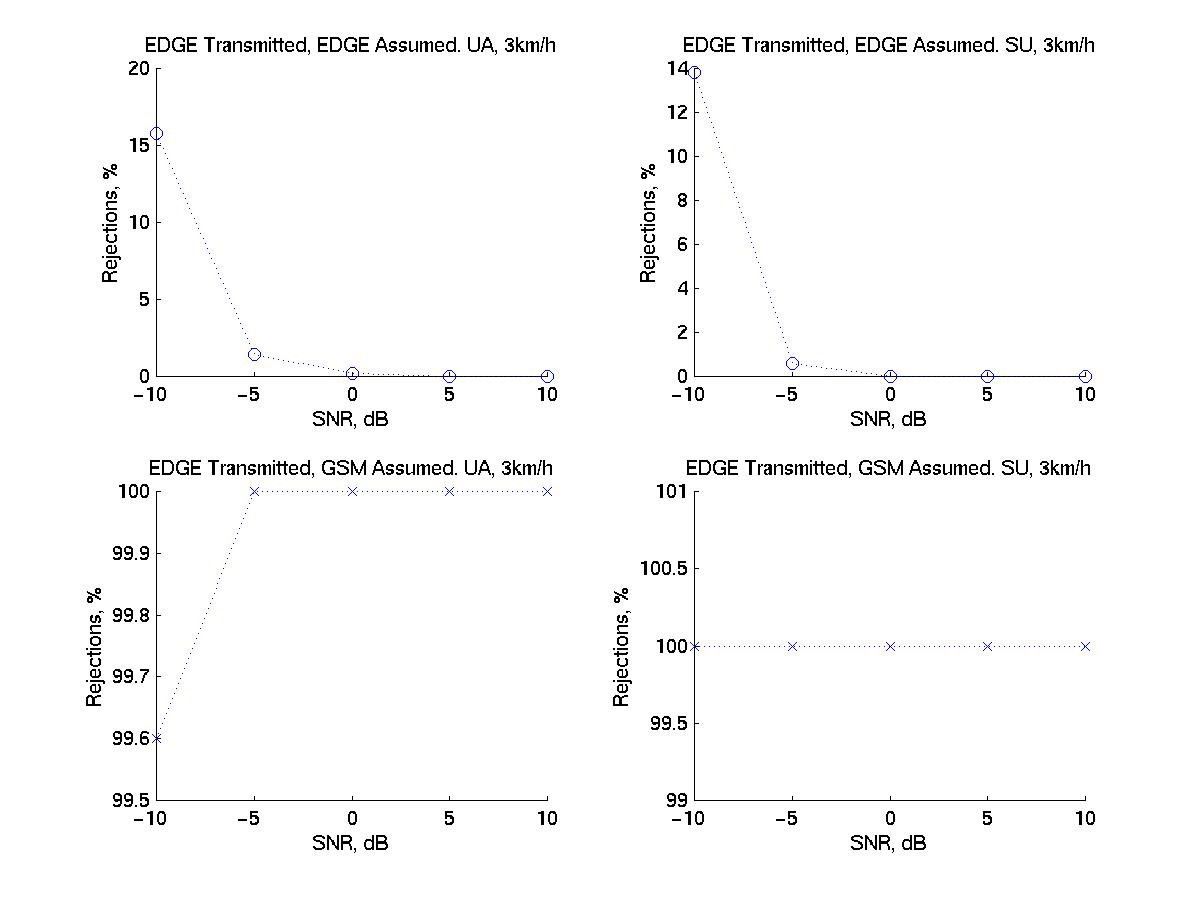 EDGE Transmitted, EDGE Assumed. UA, 3km/h
20
15
10
5
0
Rejections, %
−10 −5 0 5 10
SNR, dB
EDGE Transmitted, EDGE Assumed. SU, 3km/h
14
12
10
8
6
4
2
0
Rejections, %
−10 −5 0 5 10
SNR, dB
EDGE Transmitted, GSM Assumed. UA, 3km/h
100
99.9
99.8
99.7
99.6
99.5
Rejections, %
−10 −5 0 5 10
SNR, dB
EDGE Transmitted, GSM Assumed. SU, 3km/h
101
100.5
100
99.5
99
Rejections, %
−10 −5 0 5 10
SNR, dB